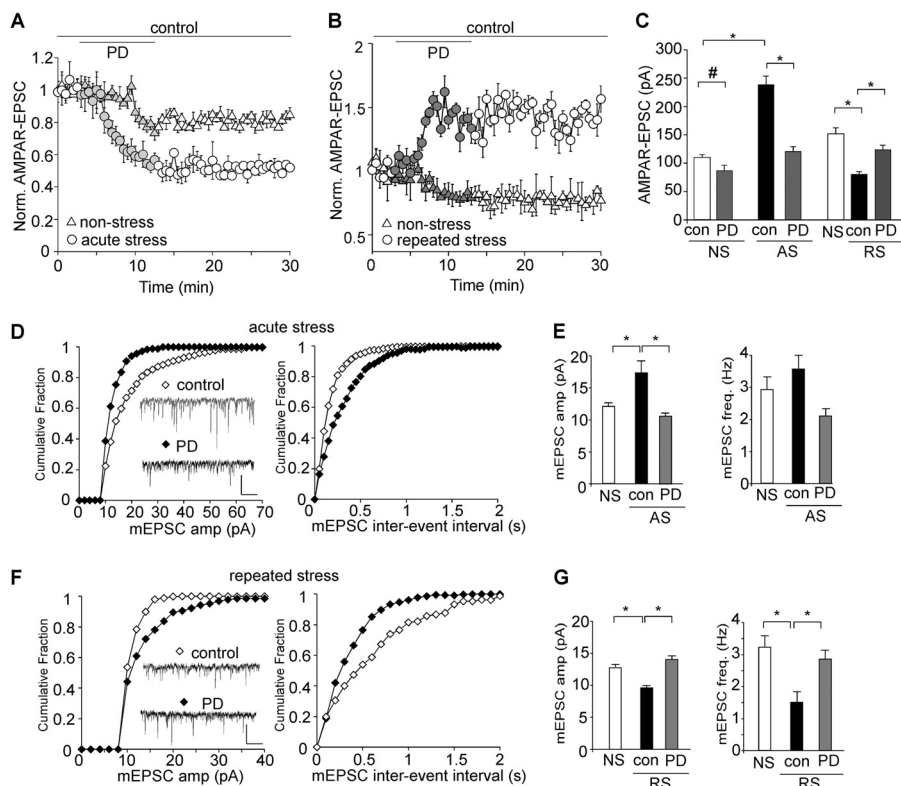 A
control
PD
Norm. AMPAR-EPSC
1.4
1.2
1
0.8
0.6
0.4
0.2
0
non-stress
acute stress
0 10 20 30
Time (min)
B
control
PD
Norm. AMPAR-EPSC
2
1.5
1
0.5
non-stress
repeated stress
0 10 20 30
Time (min)
C
AMPAR-EPSC (pA)
300
250
200
150
100
50
0
# * * * *
con PD con PD NS con PD
NS AS RS
D
acute stress
Cumulative Fraction
1
0.8
0.6
0.4
0.2
0
control
PD
10 30 50 70
mEPSC amp (pA)
Cumulative Fraction
1
0.8
0.6
0.4
0.2
0
0 0.5 1 1.5 2
mEPSC inter-event interval (s)
E
mEPSC amp (pA)
20
15
10
5
0
* *
NS con PD
AS
mEPSC freq. (Hz)
4
3
2
1
0
NS con PD
AS
F
repeated stress
Cumulative Fraction
1
0.8
0.6
0.4
0.2
0
control
PD
0 10 20 30 40
mEPSC amp (pA)
Cumulative Fraction
1
0.8
0.6
0.4
0.2
0
0 0.5 1 1.5 2
mEPSC inter-event interval (s)
G
mEPSC amp (pA)
20
15
10
5
0
* *
NS con PD
RS
mEPSC freq. (Hz)
4
3
2
1
0
* *
NS con PD
RS